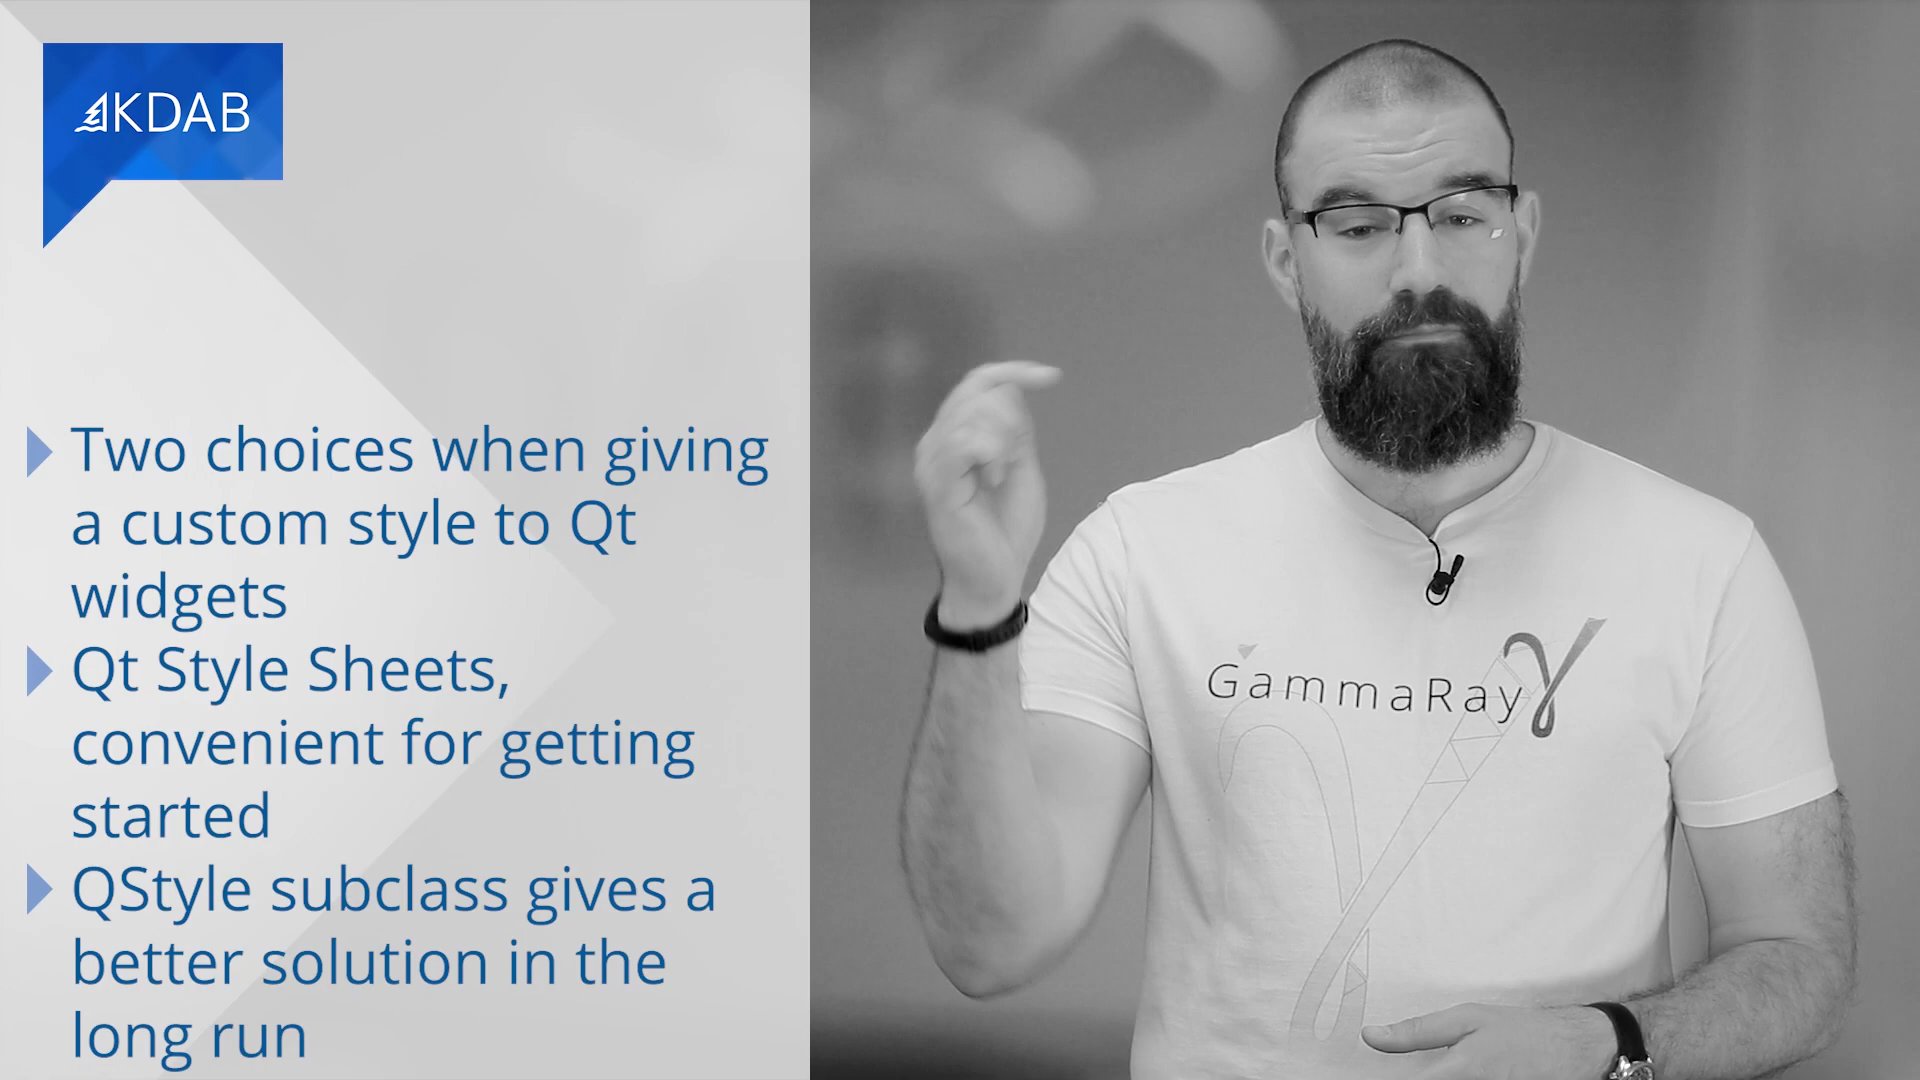 KDAB
Two choices when giving
a custom style to Qt
widgets
Qt Style Sheets,
convenient for getting
started
QStyle subclass gives a
better solution in the
long run
GammaRay γ